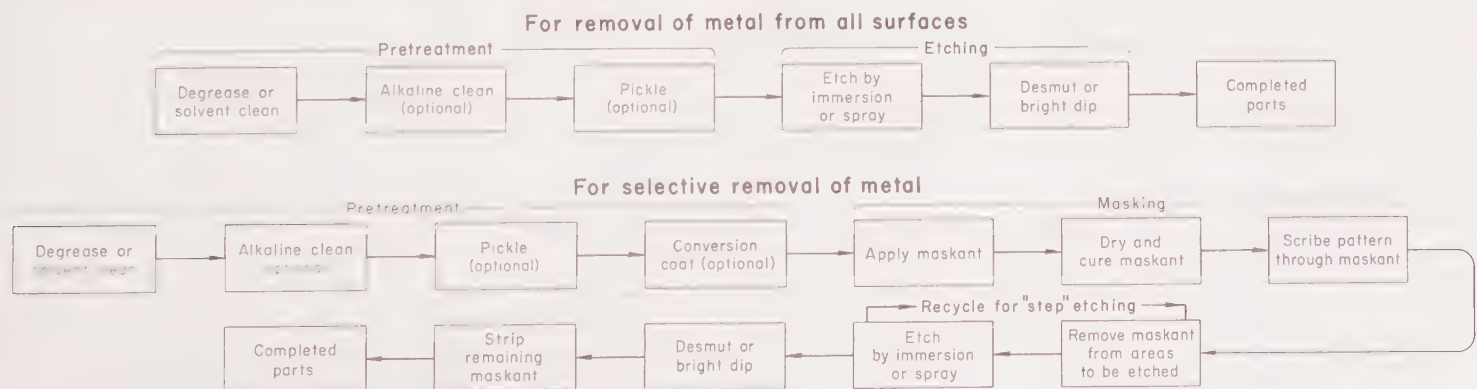 For removal of metal from all surfaces
Pretreatment
Etching
Degrease or
solvent clean
Alkaline clean
(optional)
Pickle
(optional)
Etch by
immersion
or spray
Desmut or
bright dip
Completed
parts
For selective removal of metal
Pretreatment
Masking
Degrease or
Alkaline clean
Pickle
(optional)
Conversion
coat (optional)
Apply maskant
Dry and
cure maskant
Scribe pattern
through maskant
Recycle for "step" etching
Remove maskant
from areas
to be etched
Etch
by immersion
or spray
Desmut or
bright dip
Strip
remaining
maskant
Completed
parts